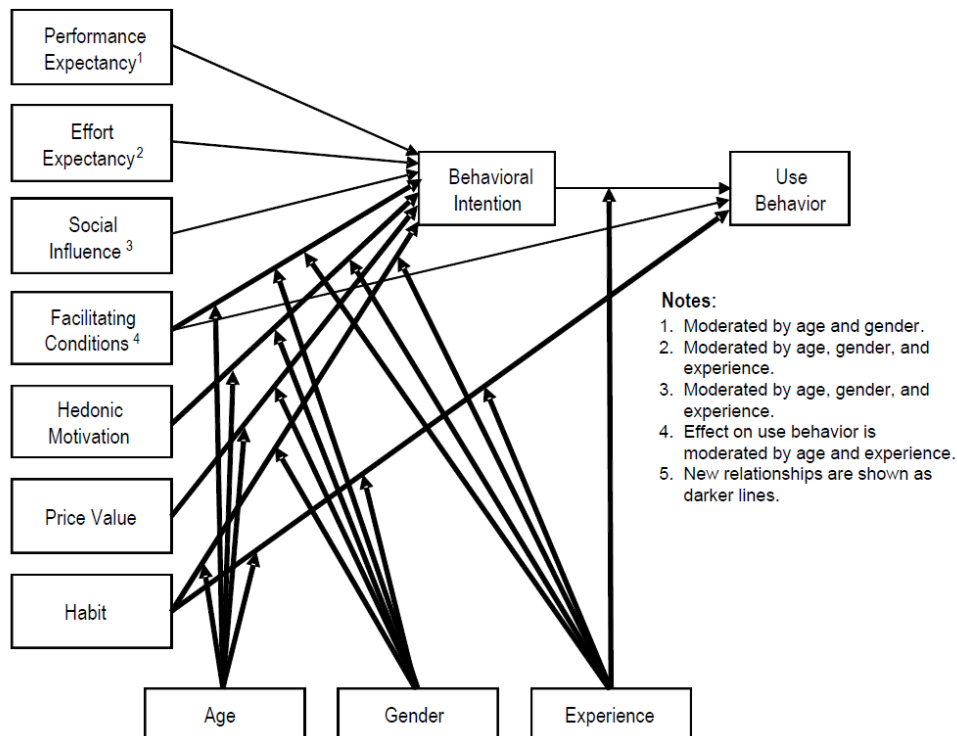 Performance
Expectancy¹
Effort
Expectancy²
Social
Influence ³
Facilitating
Conditions ⁴
Hedonic
Motivation
Price Value
Habit
Behavioral
Intention
Use
Behavior
Notes:
1. Moderated by age and gender.
2. Moderated by age, gender, and
experience.
3. Moderated by age, gender, and
experience.
4. Effect on use behavior is
moderated by age and experience.
5. New relationships are shown as
darker lines.
Age
Gender
Experience